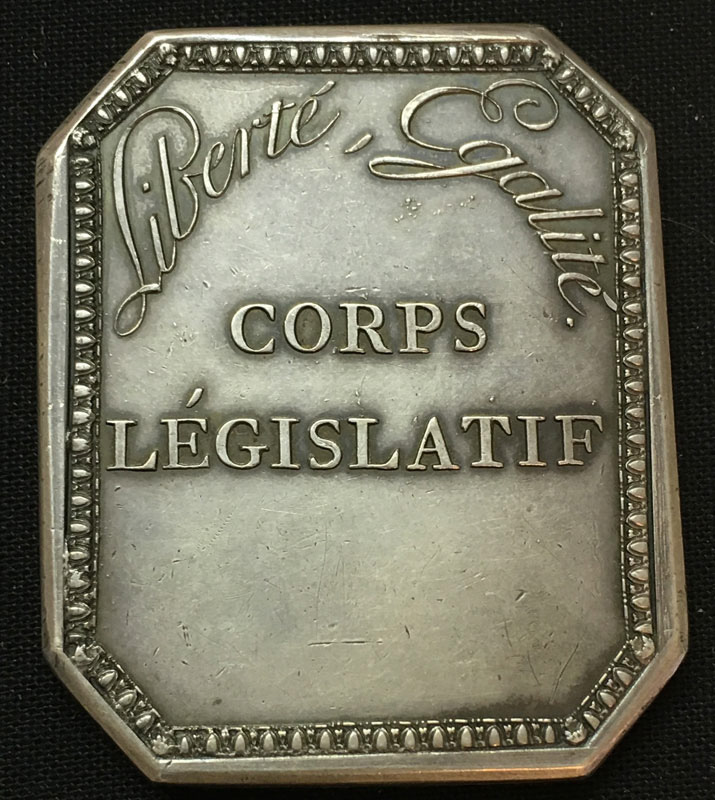 Liberté, Egalité.
CORPS
LÉGISLATIF